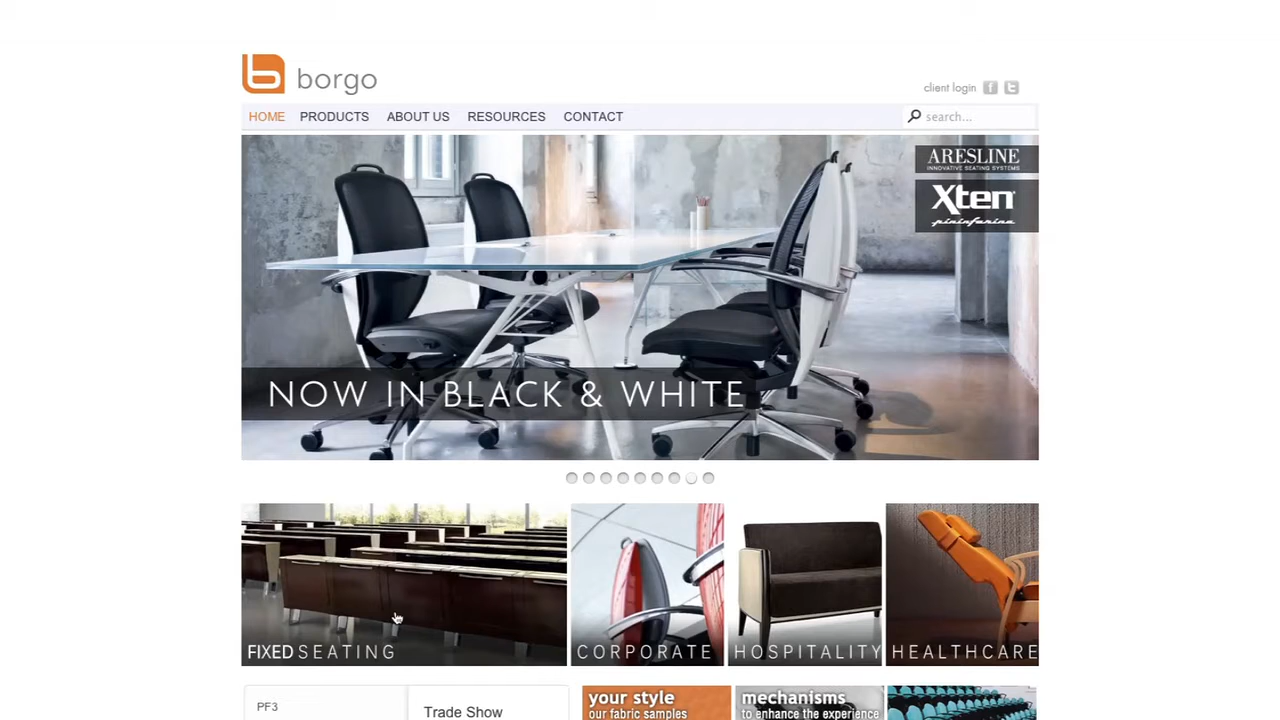 borgo
client login
HOME PRODUCTS ABOUT US RESOURCES CONTACT
search...
ARESLINE
INNOVATIVE SEATING SYSTEMS
Xten
pininfarina
NOW IN BLACK & WHITE
FIXED SEATING
CORPORATE
HOSPITALITY
HEALTHCARE
PF3
Trade Show
your style
our fabric samples
mechanisms
to enhance the experience